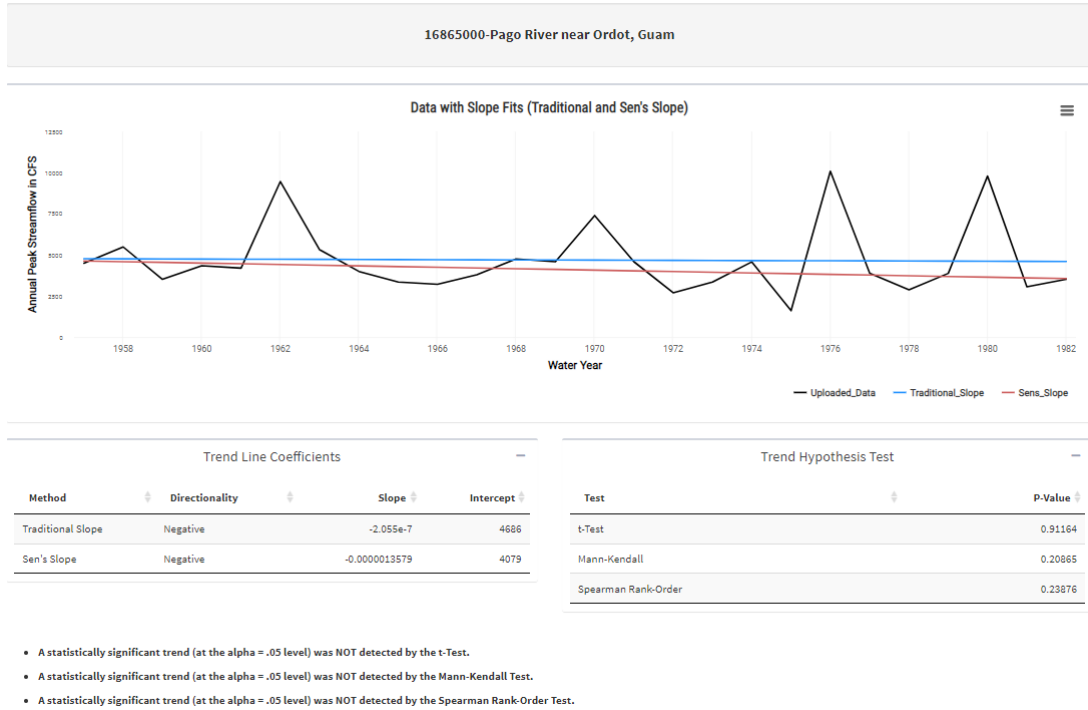 16865000-Pago River near Ordot, Guam
Data with Slope Fits (Traditional and Sen's Slope)
Annual Peak Streamflow in CFS
12500
10000
7500
5000
2500
0
1958 1960 1962 1964 1966 1968 1970 1972 1974 1976 1978 1980 1982
Water Year
Uploaded_Data Traditional_Slope Sens_Slope
Trend Line Coefficients
Method Directionality Slope Intercept
Traditional Slope Negative -2.055e-7 4686
Sen's Slope Negative -0.0000013579 4079
Trend Hypothesis Test
Test P-Value
t-Test 0.91164
Mann-Kendall 0.20865
Spearman Rank-Order 0.23876
• A statistically significant trend (at the alpha = .05 level) was NOT detected by the t-Test.
• A statistically significant trend (at the alpha = .05 level) was NOT detected by the Mann-Kendall Test.
• A statistically significant trend (at the alpha = .05 level) was NOT detected by the Spearman Rank-Order Test.